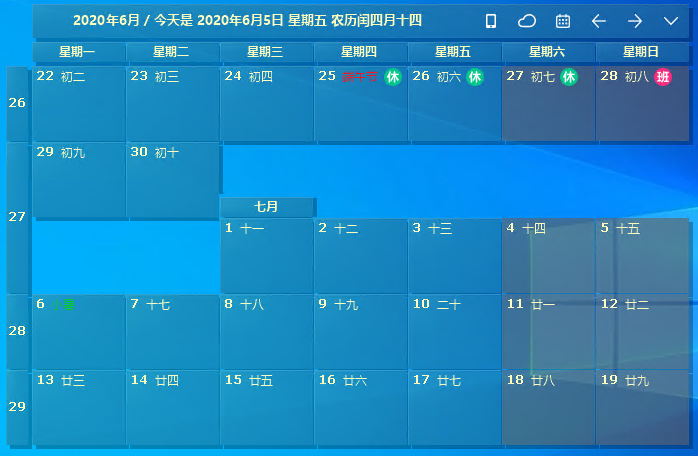 2020年6月 / 今天是 2020年6月5日 星期五 农历闰四月十四
星期一 星期二 星期三 星期四 星期五 星期六 星期日
26 22 初二 23 初三 24 初四 25 休 26 初六 休 27 初七 休 28 初八 班
29 初九 30 初十
27 七月
1 十一 2 十二 3 十三 4 十四 5 十五
28 6 7 十七 8 十八 9 十九 10 二十 11 廿一 12 廿二
29 13 廿三 14 廿四 15 廿五 16 廿六 17 廿七 18 廿八 19 廿九